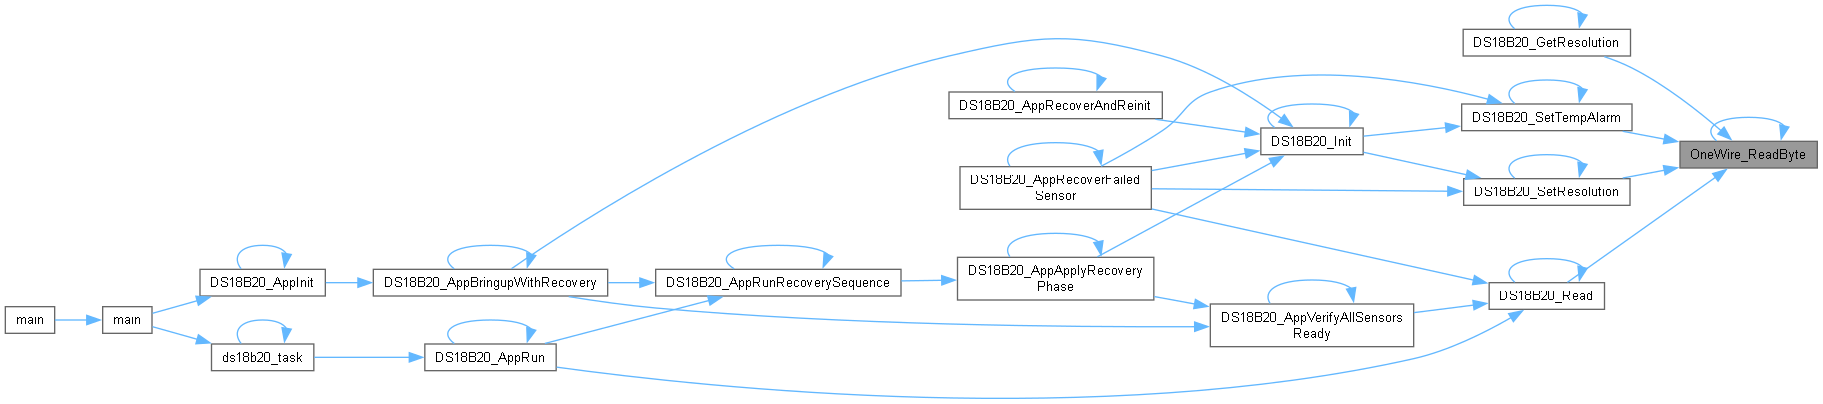 DS18B20_GetResolution
DS18B20_AppRecoverAndReinit
DS18B20_SetTempAlarm
DS18B20_Init
OneWire_ReadByte
DS18B20_AppRecoverFailed
Sensor
DS18B20_SetResolution
DS18B20_AppInit
DS18B20_AppBringupWithRecovery
DS18B20_AppRunRecoverySequence
DS18B20_AppApplyRecovery
Phase
DS18B20_Read
main
main
DS18B20_AppVerifyAllSensors
Ready
ds18b20_task
DS18B20_AppRun